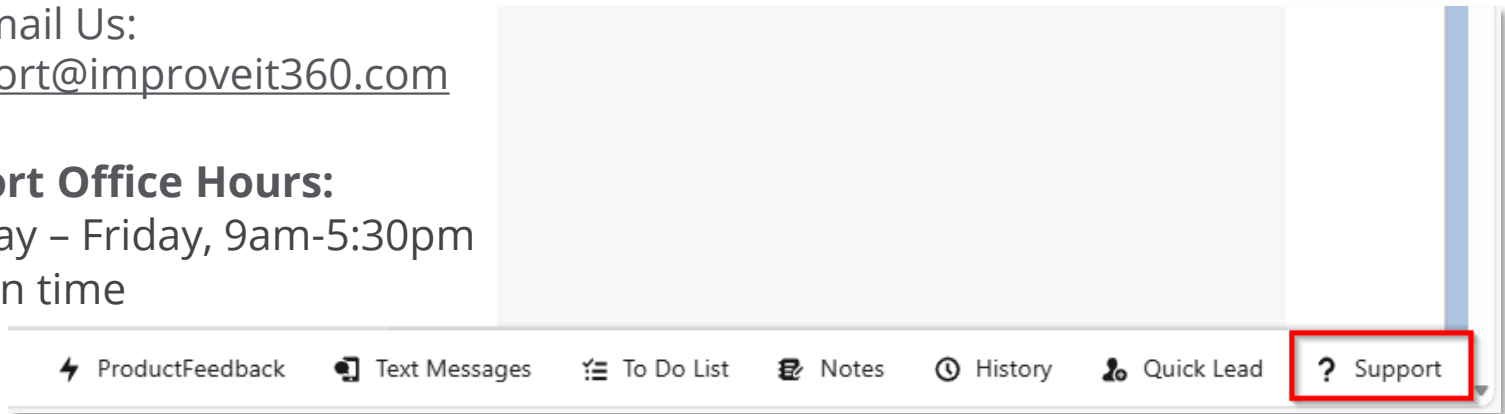 mail Us:
ort@improveit360.com
ort Office Hours:
ay – Friday, 9am-5:30pm
n time
ProductFeedback Text Messages To Do List Notes History Quick Lead ? Support